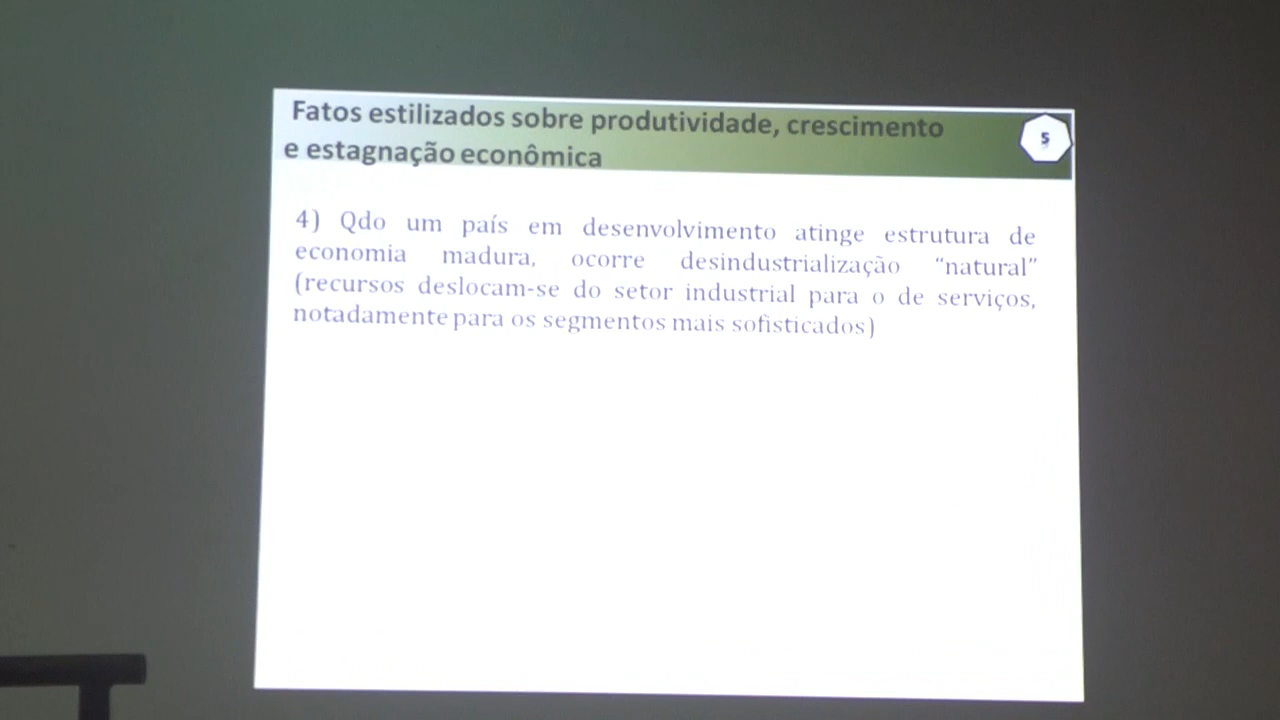 Fatos estilizados sobre produtividade, crescimento
e estagnação econômica
5
4) Qdo um país em desenvolvimento atinge estrutura de
economia madura, ocorre desindustrialização “natural”
(recursos deslocam-se do setor industrial para o de serviços,
notadamente para os segmentos mais sofisticados)